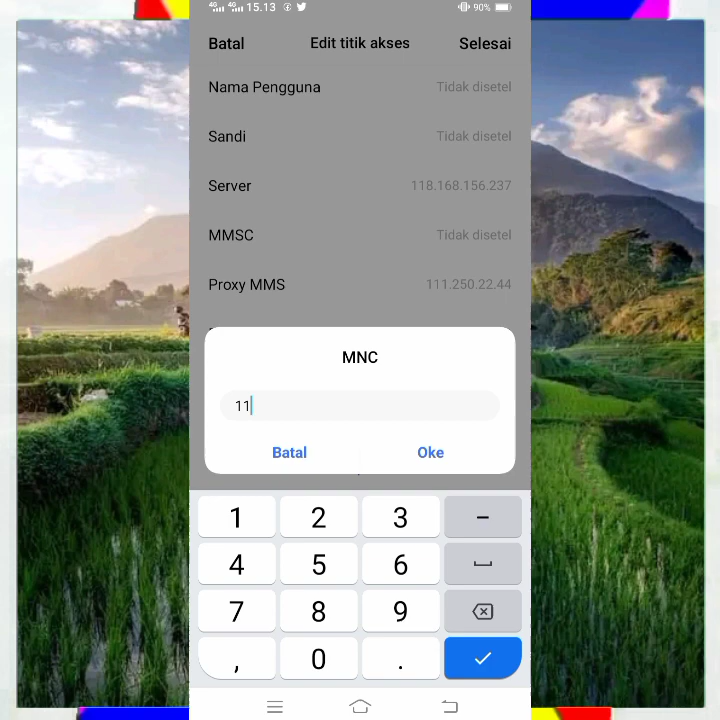 4G 4G 15.13 90%
Batal Edit titik akses Selesai
Nama Pengguna Tidak disetel
Sandi Tidak disetel
Server 118.168.156.237
MMSC Tidak disetel
Proxy MMS 111.250.22.44
MNC
11
Batal Oke
1 2 3 –
4 5 6
7 8 9
, 0 .